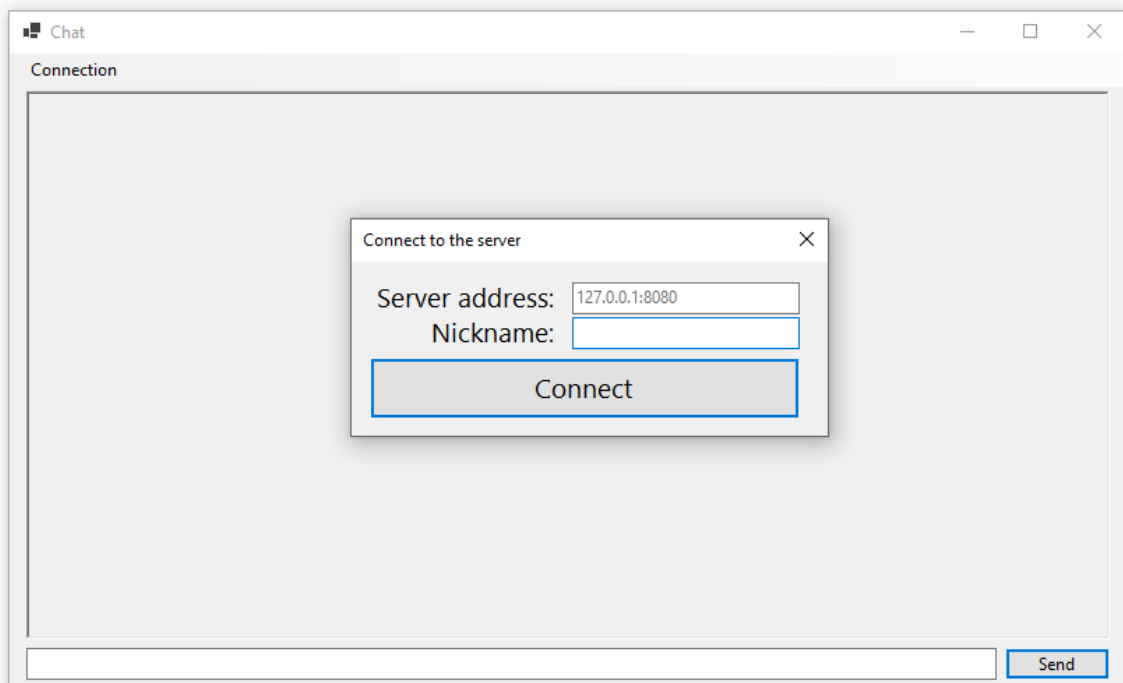 Chat
Connection
Connect to the server
Server address: 127.0.0.1:8080
Nickname:
Connect
Send